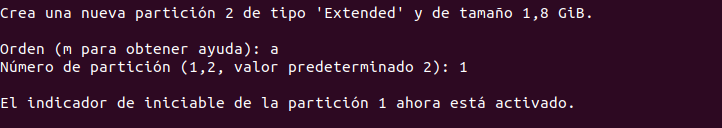 Crea una nueva partición 2 de tipo 'Extended' y de tamaño 1,8 GiB.
Orden (m para obtener ayuda): a
Número de partición (1,2, valor predeterminado 2): 1
El indicador de iniciable de la partición 1 ahora está activado.